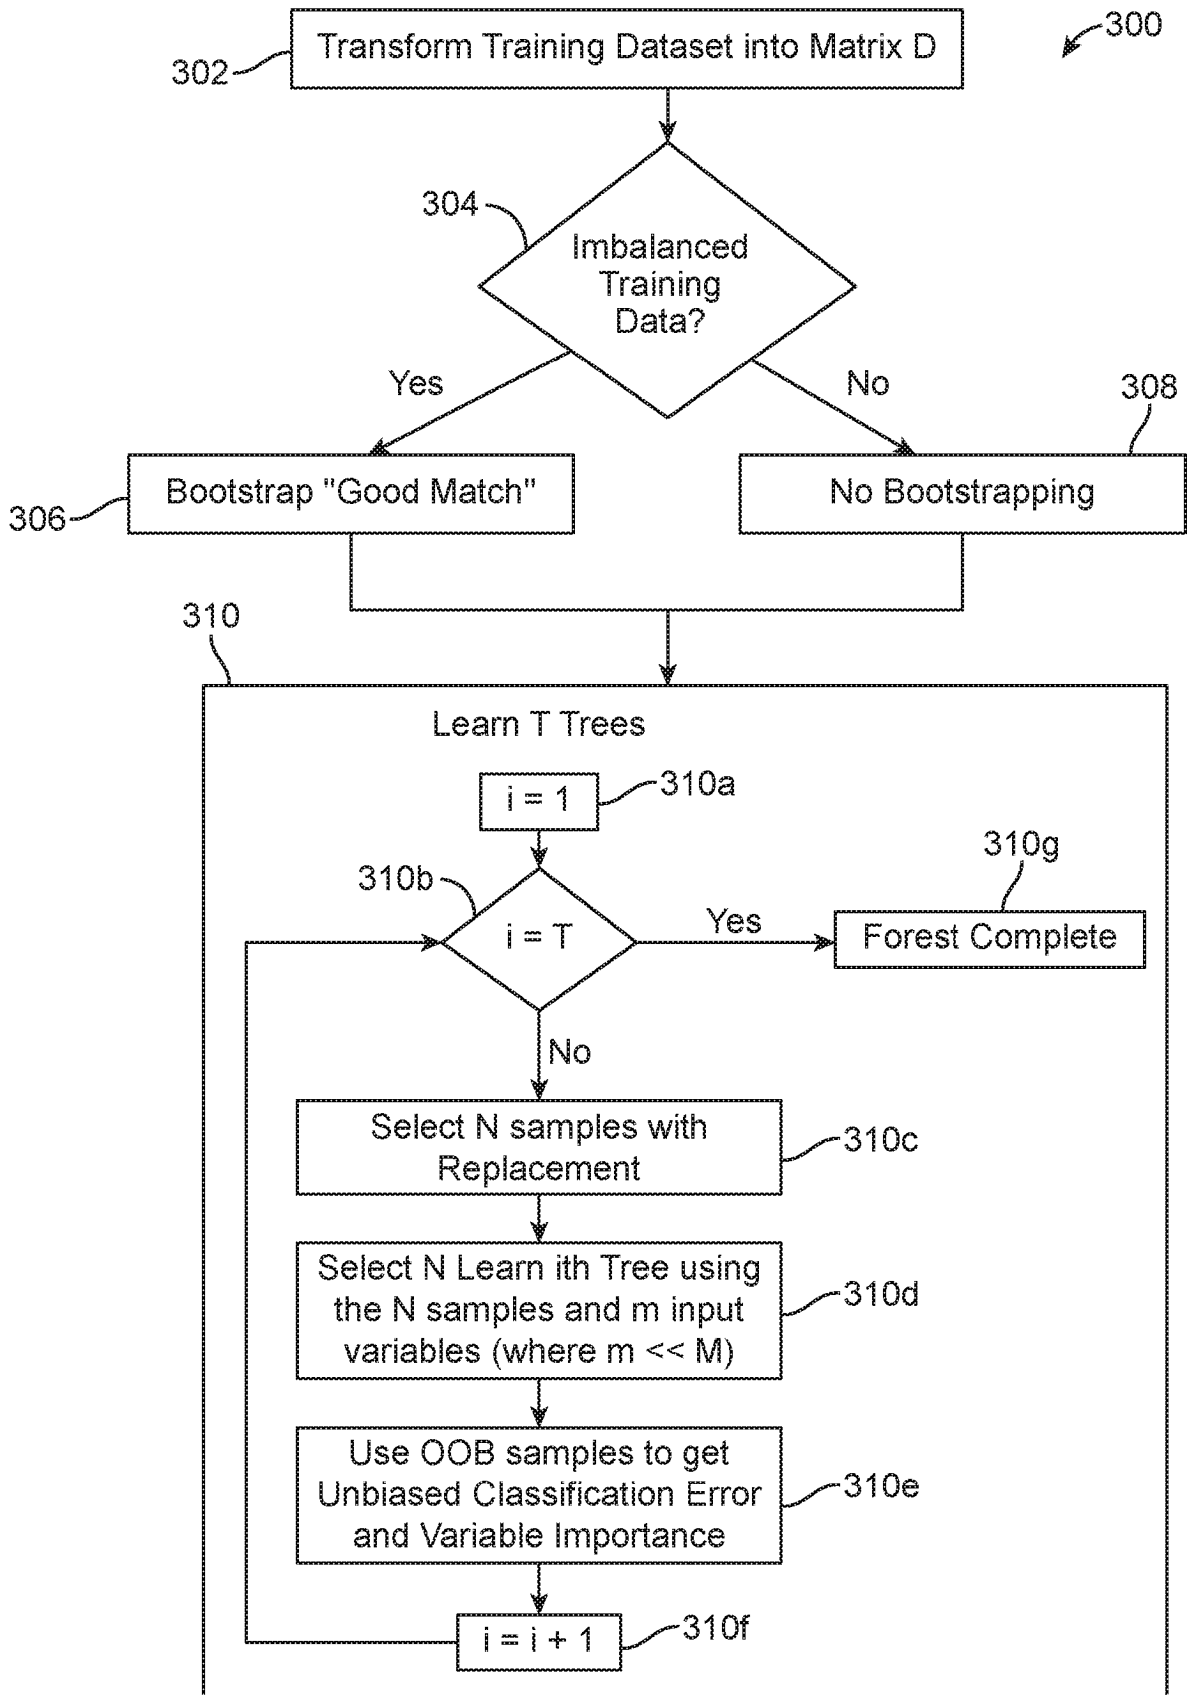 300
Transform Training Dataset into Matrix D
302
304
Imbalanced
Training
Data?
Yes
No
308
Bootstrap "Good Match"
No Bootstrapping
306
310
Learn T Trees
i = 1
310a
310g
310b
i = T
Yes
Forest Complete
No
Select N samples with
Replacement
310c
Select N Learn ith Tree using
the N samples and m input
variables (where m << M)
310d
Use OOB samples to get
Unbiased Classification Error
and Variable Importance
310e
i = i + 1
310f